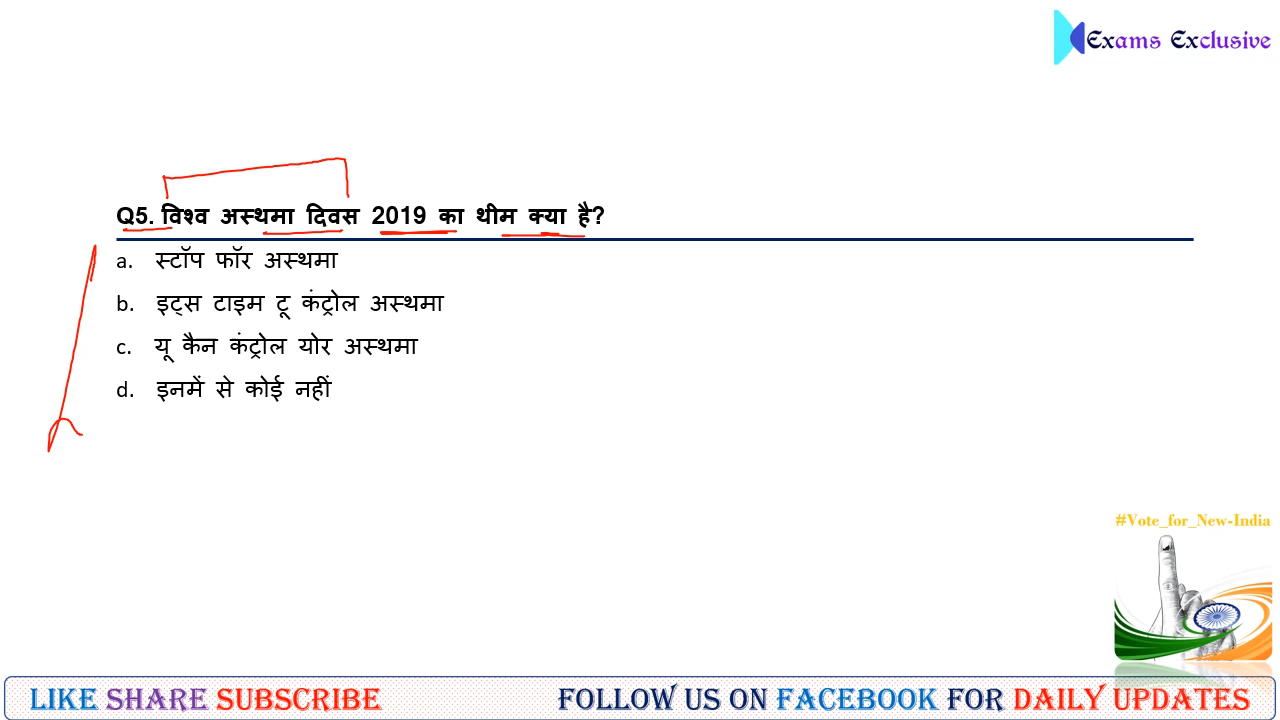 Exams Exclusive
Q5. विश्व अस्थमा दिवस 2019 का थीम क्या है?
a. स्टॉप फॉर अस्थमा
b. इट्स टाइम टू कंट्रोल अस्थमा
c. यू कैन कंट्रोल योर अस्थमा
d. इनमें से कोई नहीं
#Vote_for_New-India
LIKE SHARE SUBSCRIBE FOLLOW US ON FACEBOOK FOR DAILY UPDATES